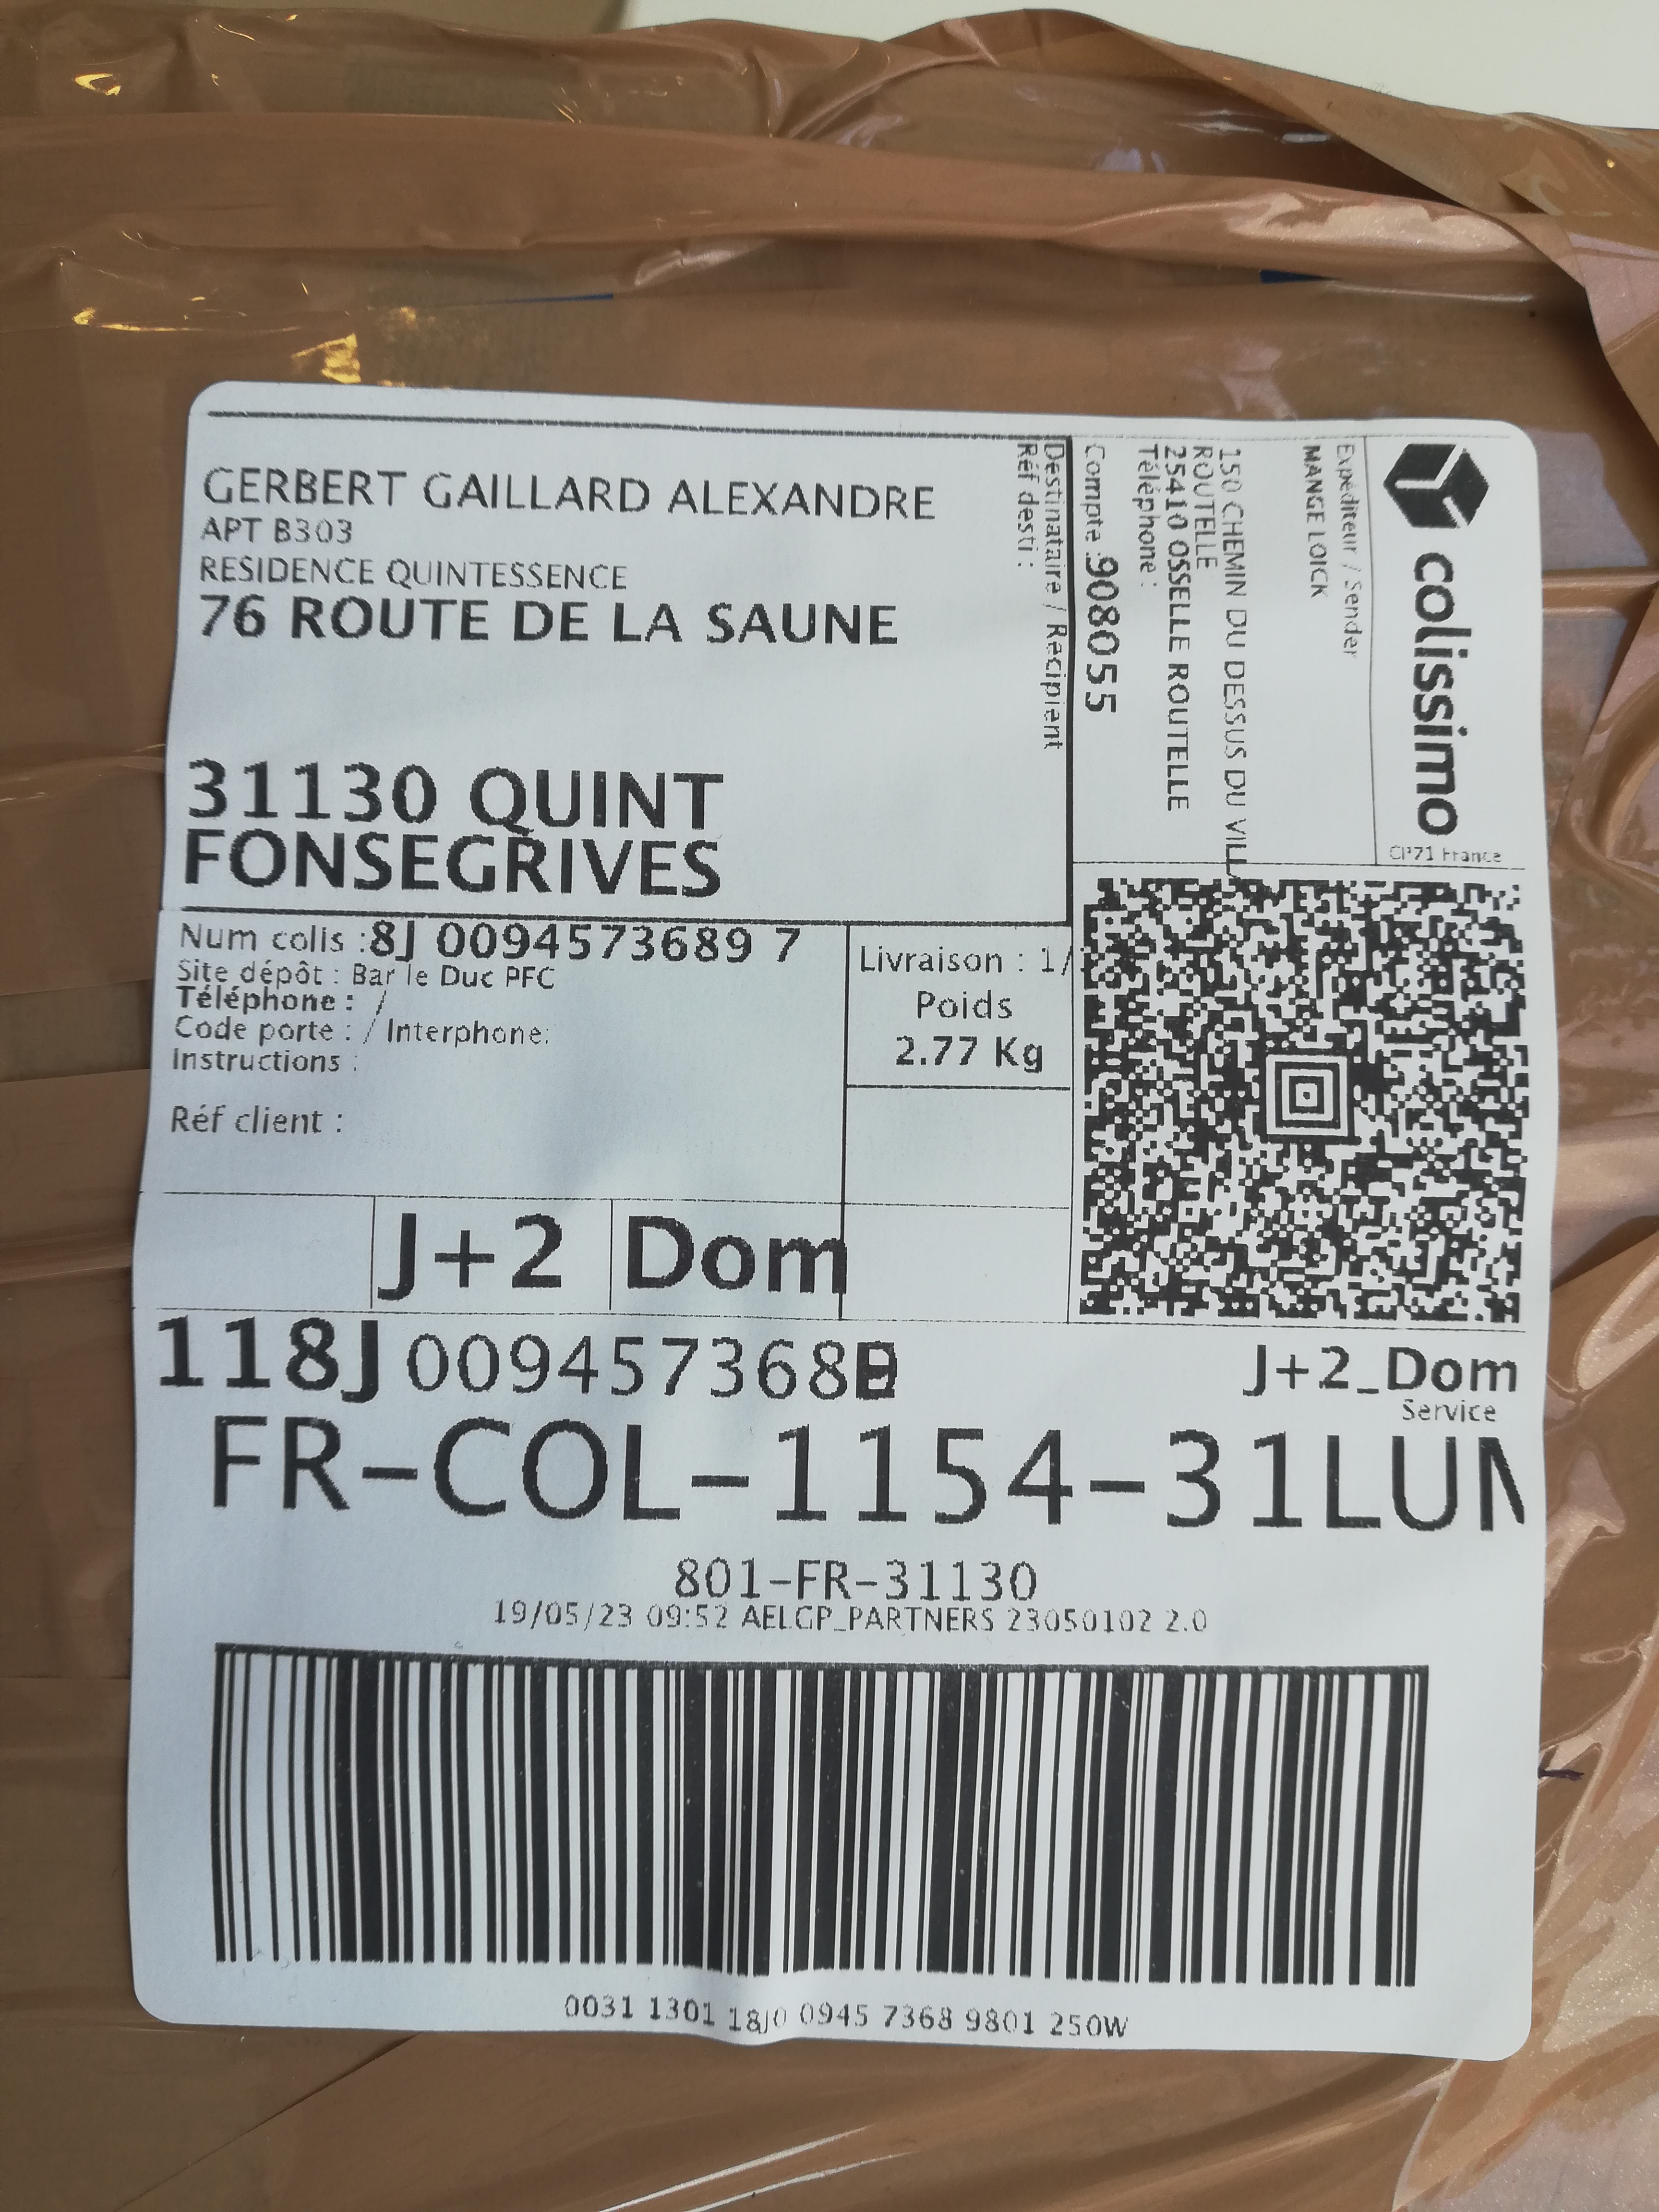 GERBERT GAILLARD ALEXANDRE
APT B303
RESIDENCE QUINTESSENCE
76 ROUTE DE LA SAUNE
31130 QUINT
FONSEGRIVES
Destinataire / Recipient
Réf desti :
colissimo
CP71 France
Expéditeur / Sender
MANGE LOICK
150 CHEMIN DU DESSUS DU VILL
ROUTELLE
25410 OSSELLE ROUTELLE
Téléphone :
Compte :908055
Num colis :8J 0094573689 7
Site dépôt : Bar le Duc PFC
Téléphone : /
Code porte : / Interphone:
Instructions :
Réf client :
Livraison : 1/
Poids
2.77 Kg
J+2 Dom
118J 009457368
J+2_Dom
Service
FR-COL-1154-31LUN
801-FR-31130
19/05/23 09:52 AELGP_PARTNERS 23050102 2.0
0031 1301 18J0 0945 7368 9801 250W